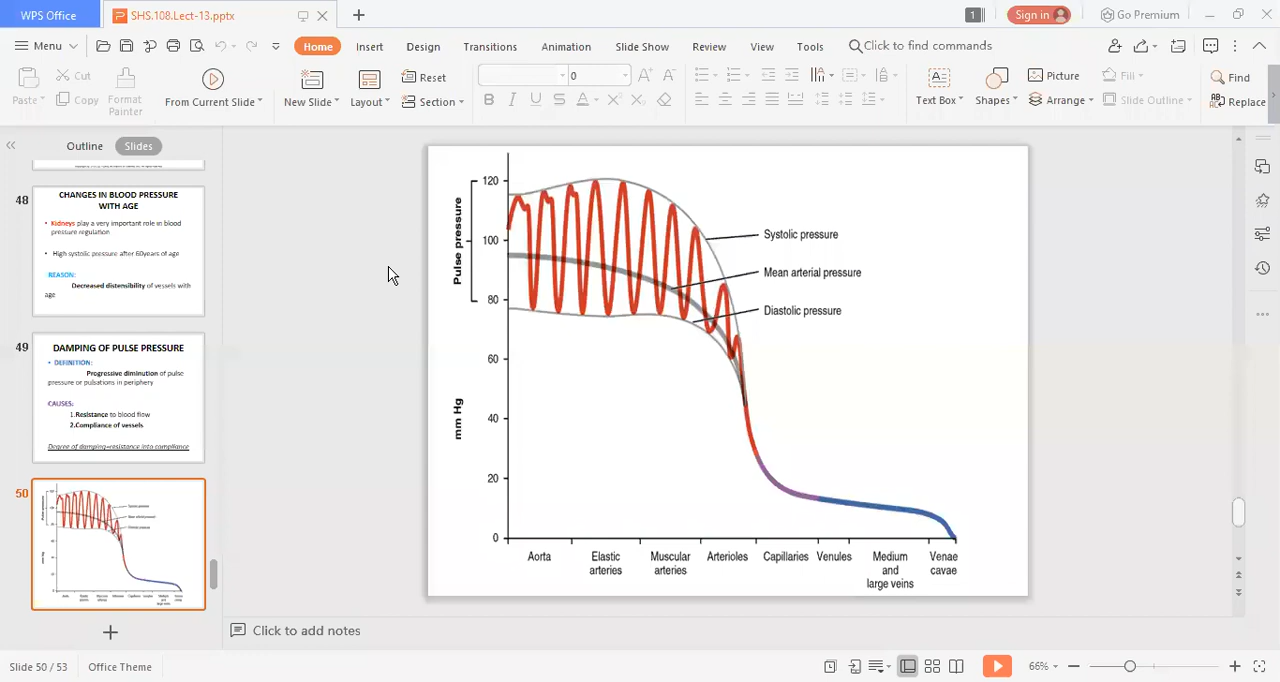 WPS Office
SHS.108.Lect-13.pptx
1
Sign in
Go Premium
Menu
Home
Insert
Design
Transitions
Animation
Slide Show
Review
View
Tools
Click to find commands
Paste
Cut
Copy
Format
Painter
From Current Slide
New Slide
Layout
Reset
Section
0
B I U S A
Text Box
Shapes
Picture
Arrange
Fill
Slide Outline
Find
Replace
Outline
Slides
48
CHANGES IN BLOOD PRESSURE
WITH AGE
• Kidneys play a very important role in blood
pressure regulation
• High systolic pressure after 60years of age
REASON:
Decreased distensibility of vessels with
age
49
DAMPING OF PULSE PRESSURE
• DEFINITION:
Progressive diminution of pulse
pressure or pulsations in periphery
CAUSES:
1.Resistance to blood flow
2.Compliance of vessels
Degree of damping=resistance into compliance
50
Pulse pressure
mm Hg
120
100
80
60
40
20
0
Systolic pressure
Mean arterial pressure
Diastolic pressure
Aorta
Elastic
arteries
Muscular
arteries
Arterioles
Capillaries
Venules
Medium
and
large veins
Venae
cavae
Click to add notes
Slide 50 / 53
Office Theme
66%